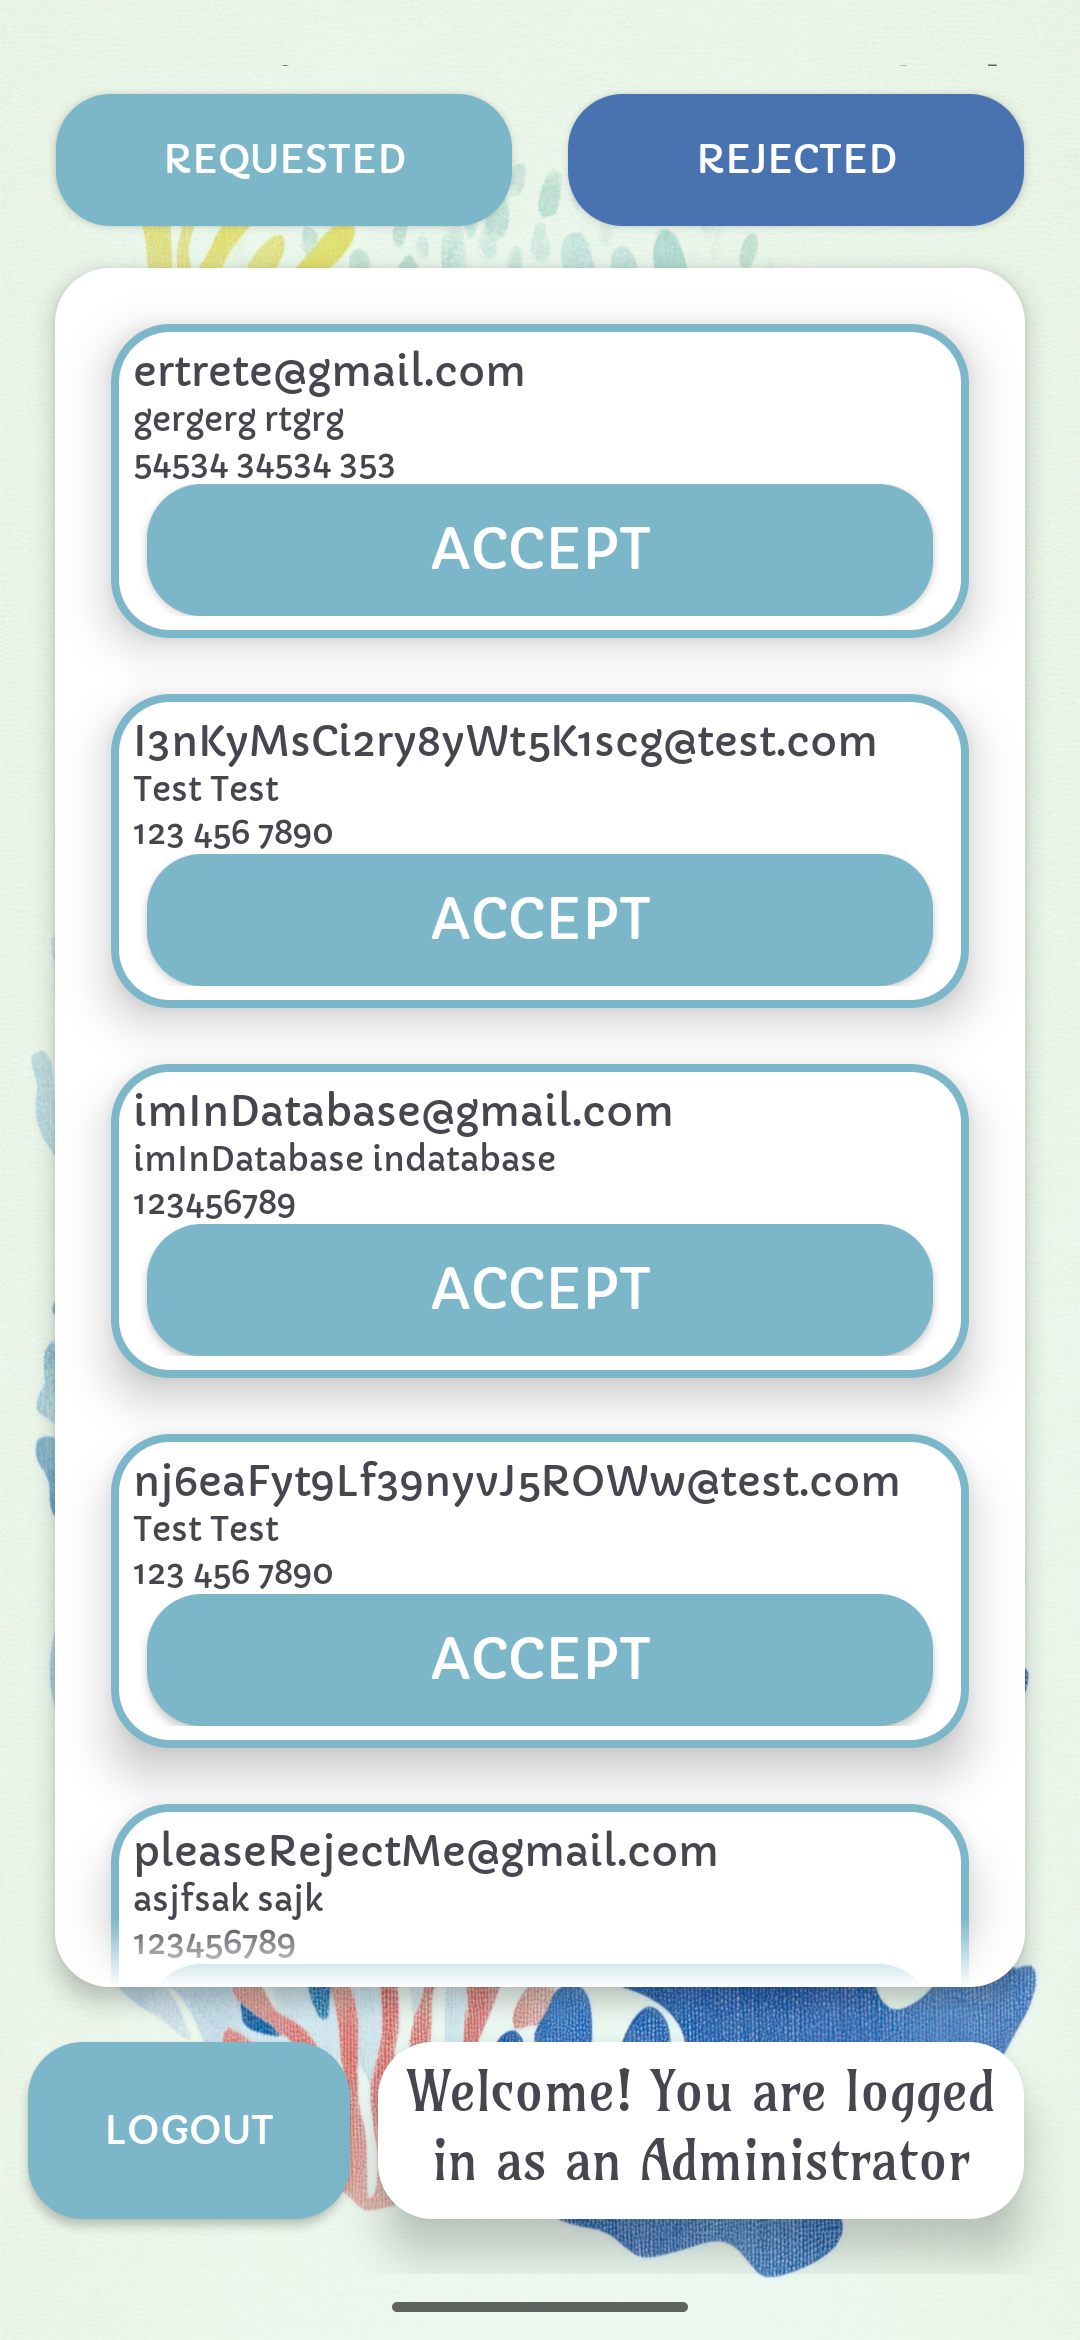 REQUESTED
REJECTED
ertrete@gmail.com
gergerg rtgrg
54534 34534 353
ACCEPT
I3nKyMsCi2ry8yWt5K1scg@test.com
Test Test
123 456 7890
ACCEPT
imInDatabase@gmail.com
imInDatabase indatabase
123456789
ACCEPT
nj6eaFyt9Lf39nyvJ5ROWw@test.com
Test Test
123 456 7890
ACCEPT
pleaseRejectMe@gmail.com
asjfsak sajk
123456789
LOGOUT
Welcome! You are logged
in as an Administrator